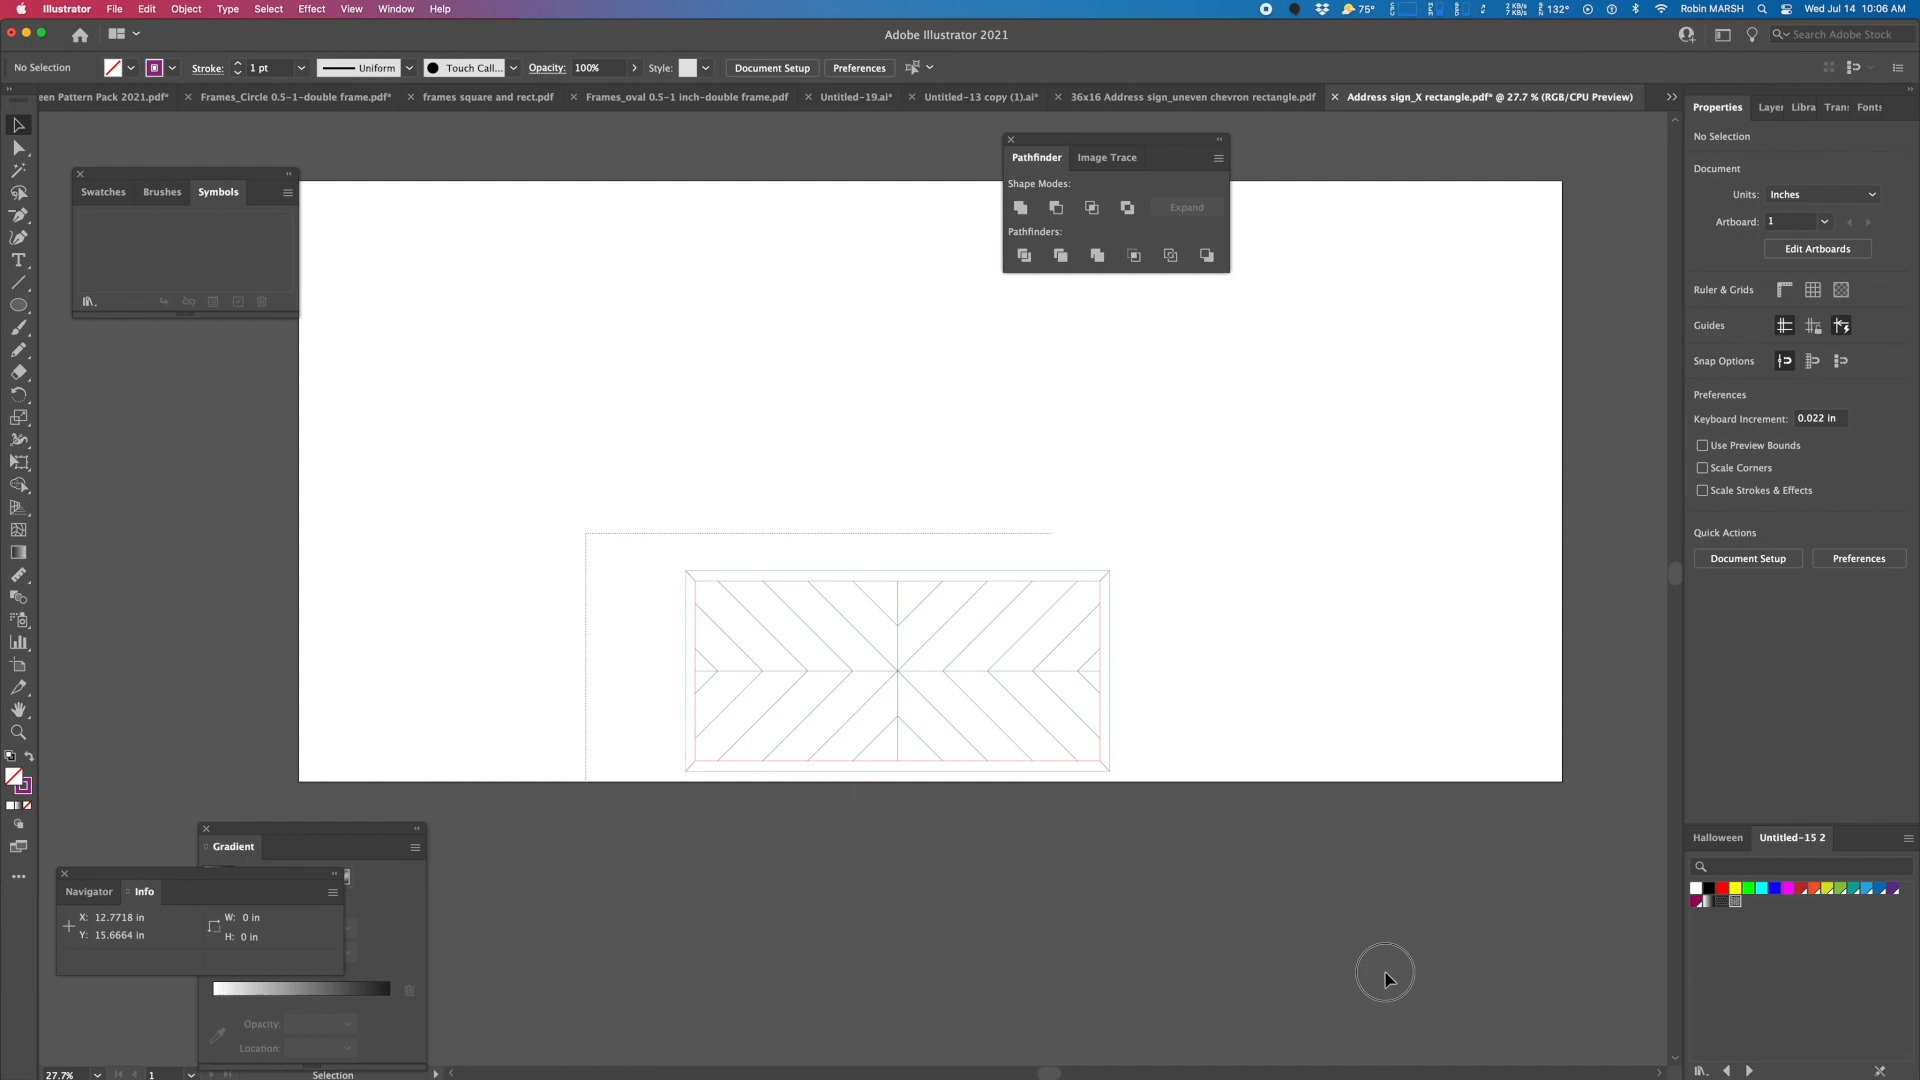 Illustrator File Edit Object Type Select Effect View Window Help
75° 2 KB/s 7 KB/s 132° Robin MARSH Wed Jul 14 10:06 AM
Adobe Illustrator 2021
Search Adobe Stock
No Selection Stroke: 1 pt Uniform Touch Call... Opacity: 100% Style: Document Setup Preferences
een Pattern Pack 2021.pdf* Frames_Circle 0.5-1-double frame.pdf* frames square and rect.pdf Frames_oval 0.5-1 inch-double frame.pdf Untitled-19.ai* Untitled-13 copy (1).ai* 36x16 Address sign_uneven chevron rectangle.pdf Address sign_X rectangle.pdf* @ 27.7 % (RGB/CPU Preview)
Swatches Brushes Symbols
Pathfinder Image Trace
Shape Modes:
Expand
Pathfinders:
Properties Layer Libra Trans Fonts
No Selection
Document
Units: Inches
Artboard: 1
Edit Artboards
Ruler & Grids
Guides
Snap Options
Preferences
Keyboard Increment: 0.022 in
Use Preview Bounds
Scale Corners
Scale Strokes & Effects
Quick Actions
Document Setup Preferences
Halloween Untitled-15 2
Gradient
Navigator Info
X: 12.7718 in W: 0 in
Y: 15.6664 in H: 0 in
Opacity:
Location:
27.7% 1 Selection